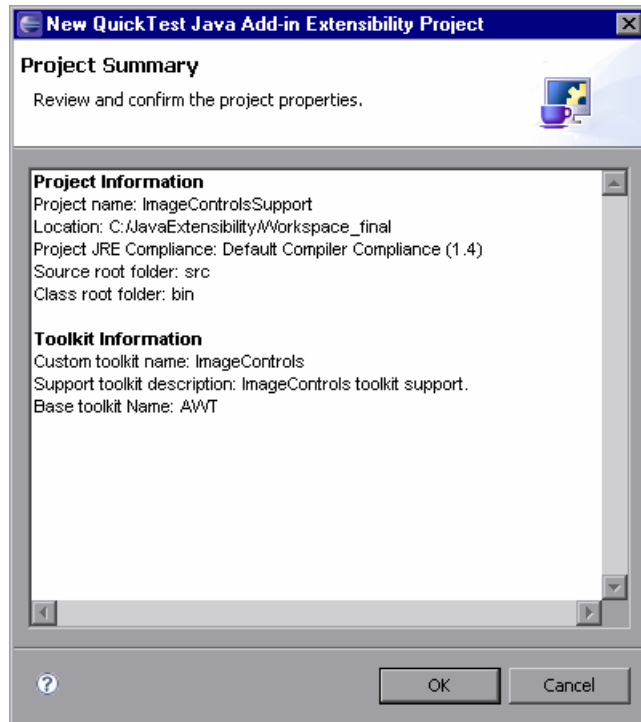 New QuickTest Java Add-in Extensibility Project
Project Summary
Review and confirm the project properties.
Project Information
Project name: ImageControlsSupport
Location: C:/JavaExtensibility/Workspace_final
Project JRE Compliance: Default Compiler Compliance (1.4)
Source root folder: src
Class root folder: bin
Toolkit Information
Custom toolkit name: ImageControls
Support toolkit description: ImageControls toolkit support.
Base toolkit Name: AWT
OK
Cancel